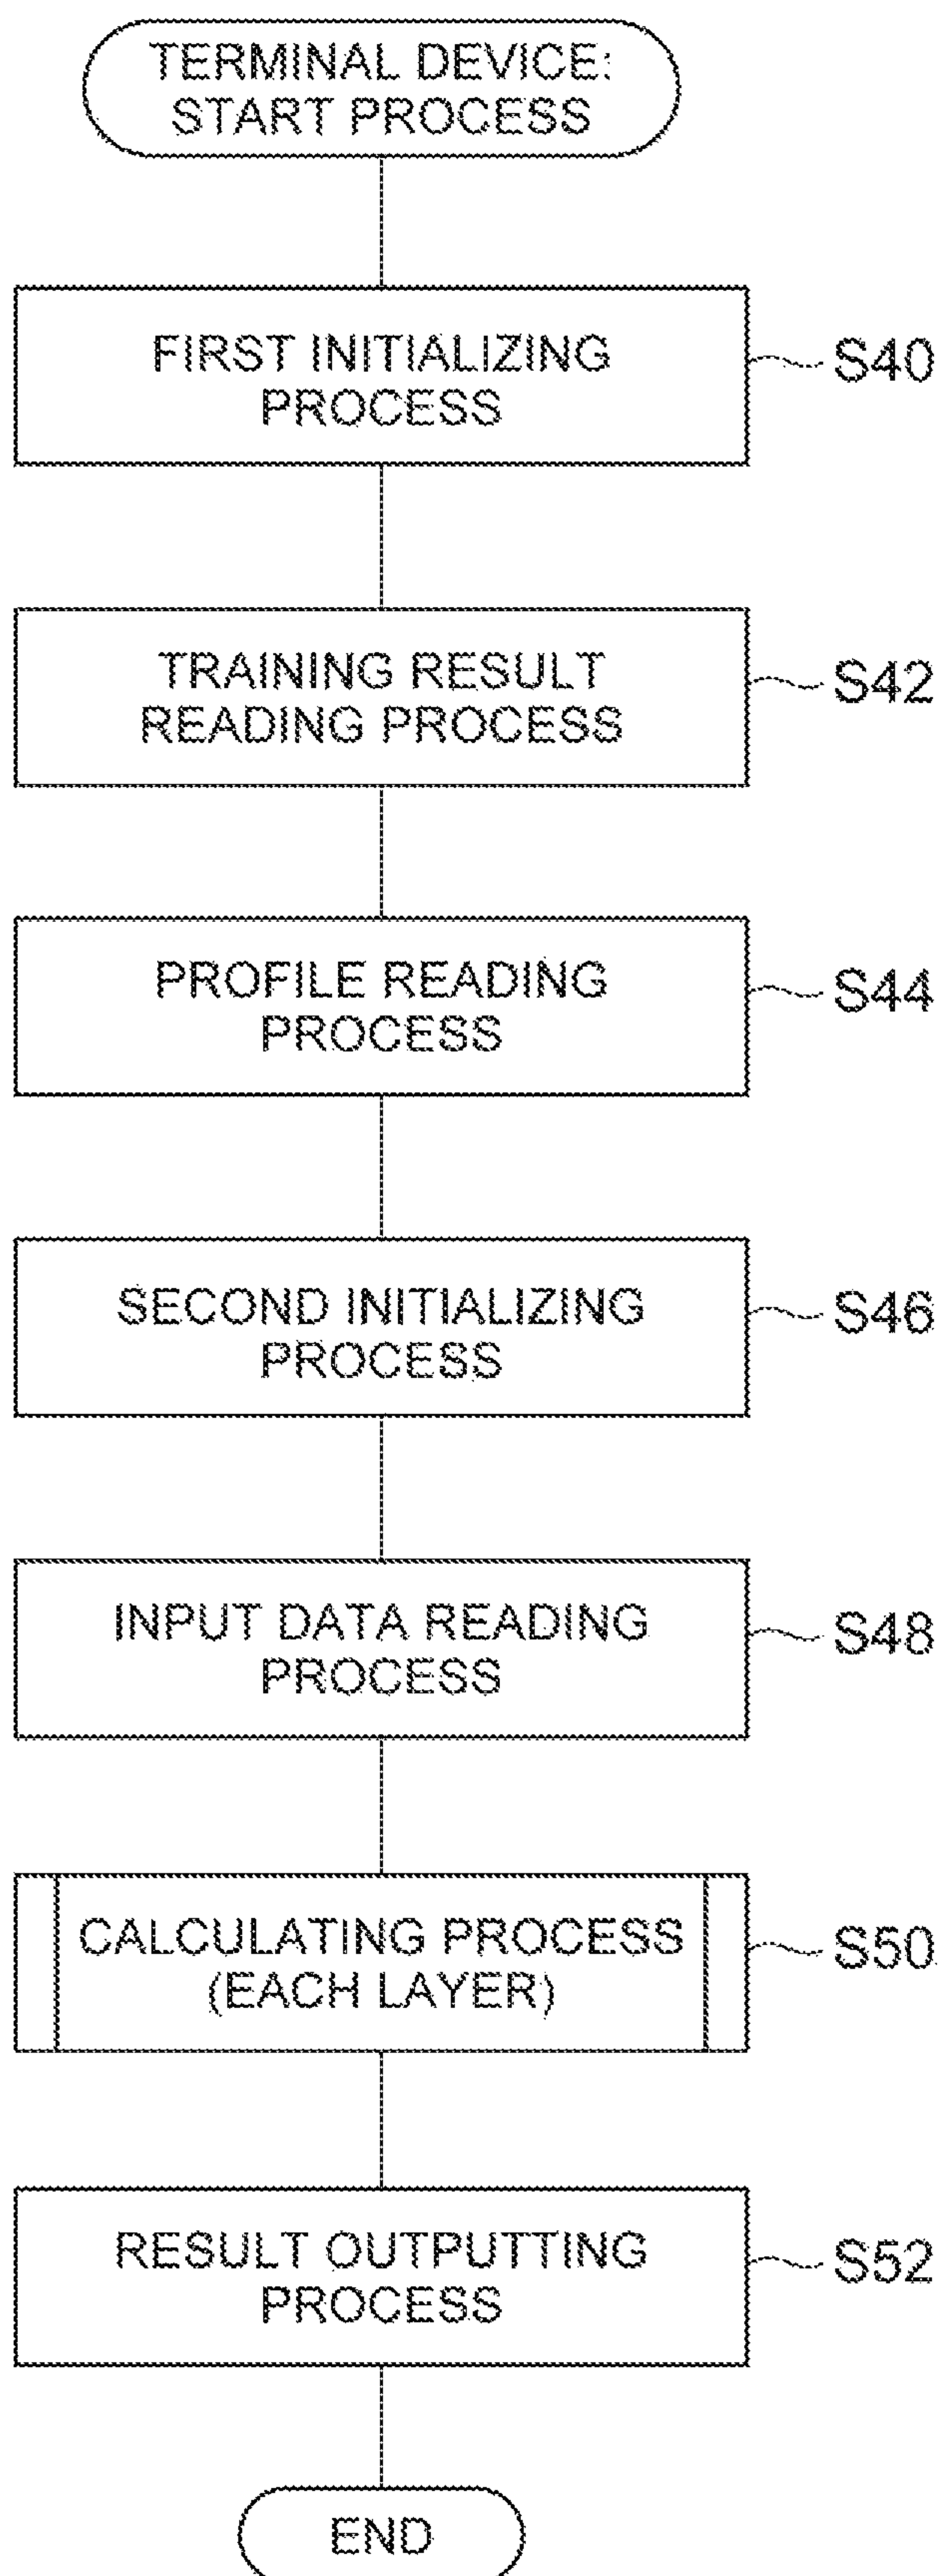 TERMINAL DEVICE:
START PROCESS
FIRST INITIALIZING
PROCESS
S40
TRAINING RESULT
READING PROCESS
S42
PROFILE READING
PROCESS
S44
SECOND INITIALIZING
PROCESS
S46
INPUT DATA READING
PROCESS
S48
CALCULATING PROCESS
(EACH LAYER)
S50
RESULT OUTPUTTING
PROCESS
S52
END